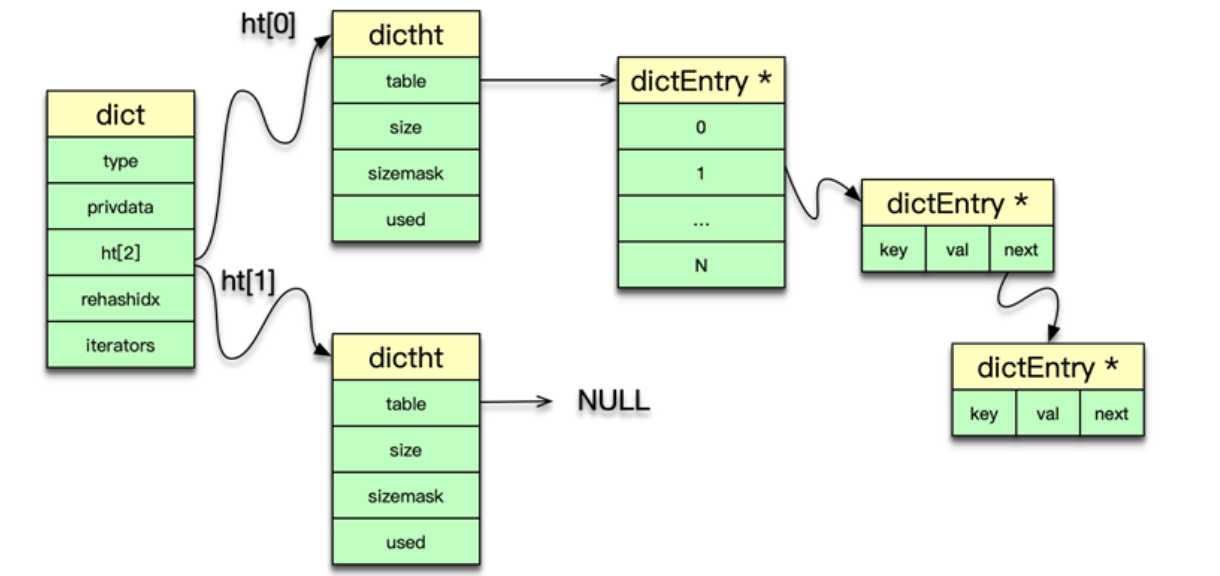 ht[0]
dictht
table
size
sizemask
used
dict
type
privdata
ht[2]
rehashidx
iterators
dictEntry *
0
1
...
N
dictEntry *
key val next
ht[1]
dictht
table
size
sizemask
used
NULL
dictEntry *
key val next